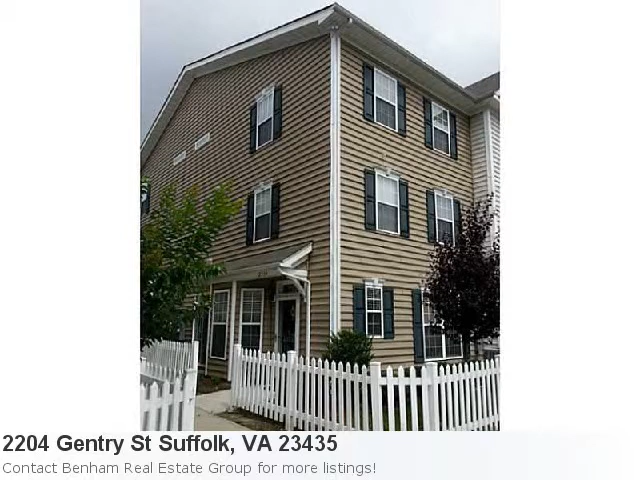 2204 Gentry St Suffolk, VA 23435
Contact Benham Real Estate Group for more listings!